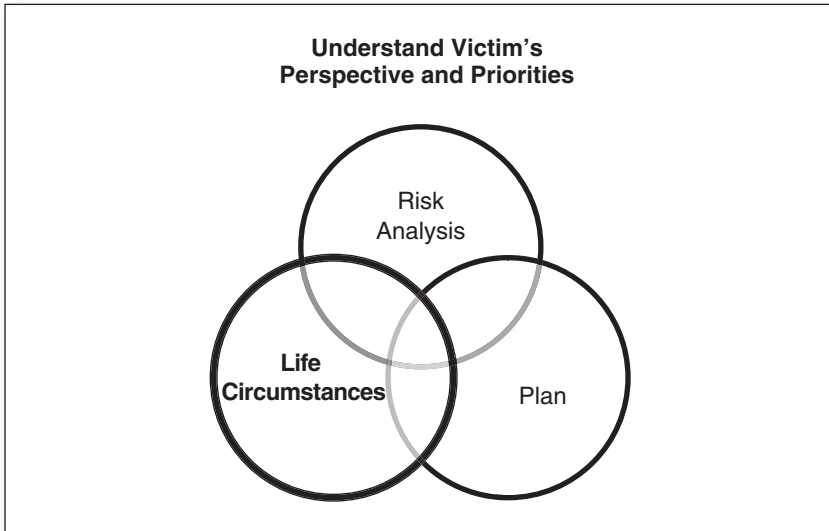 Understand Victim's
Perspective and Priorities
Risk
Analysis
Life
Circumstances
Plan